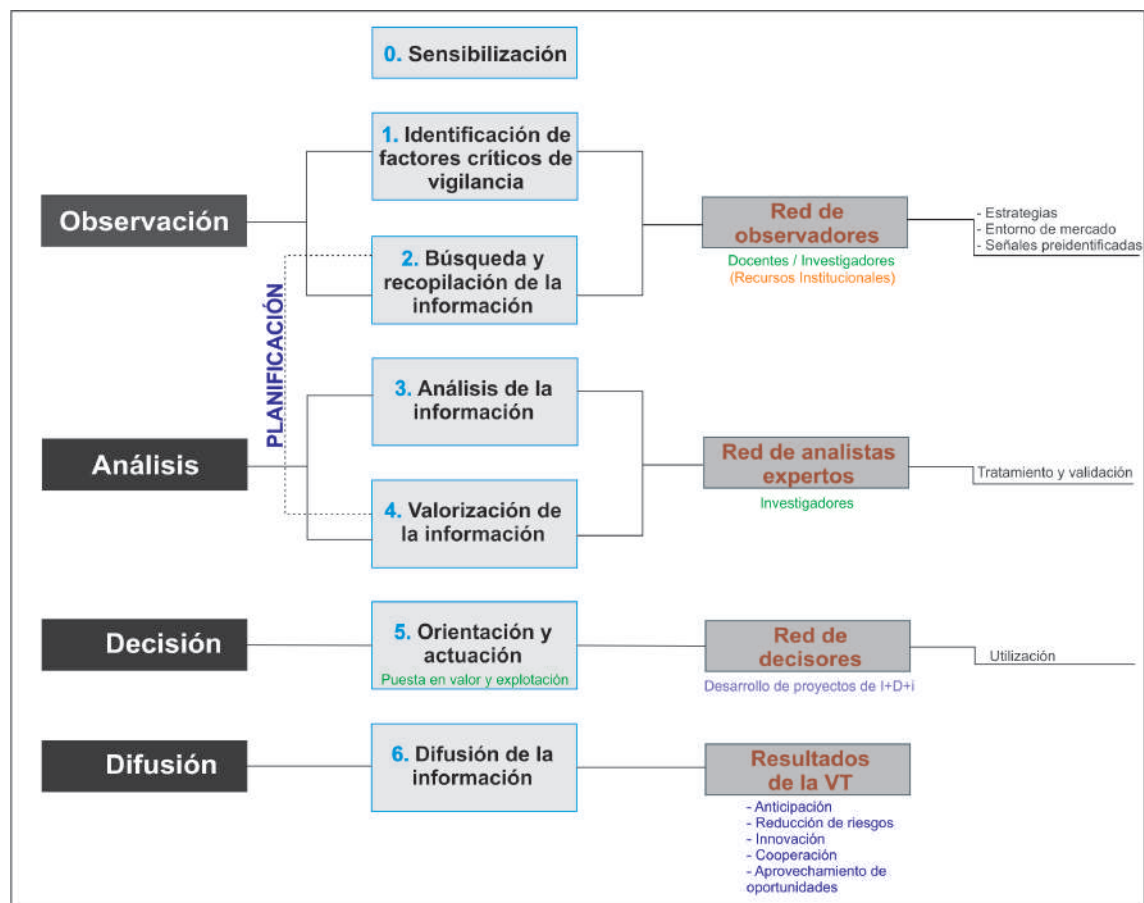 0. Sensibilización
1. Identificación de
factores críticos de
vigilancia
Observación
2. Búsqueda y
recopilación de la
información
Red de
observadores
Docentes / Investigadores
(Recursos Institucionales)
- Estrategias
- Entorno de mercado
- Señales preidentificadas
PLANIFICACIÓN
Análisis
3. Análisis de la
información
4. Valorización de
la información
Red de analistas
expertos
Investigadores
Tratamiento y validación
Decisión
5. Orientación y
actuación
Puesta en valor y explotación
Red de
decisores
Desarrollo de proyectos de I+D+i
Utilización
Difusión
6. Difusión de la
información
Resultados
de la VT
- Anticipación
- Reducción de riesgos
- Innovación
- Cooperación
- Aprovechamiento de
oportunidades